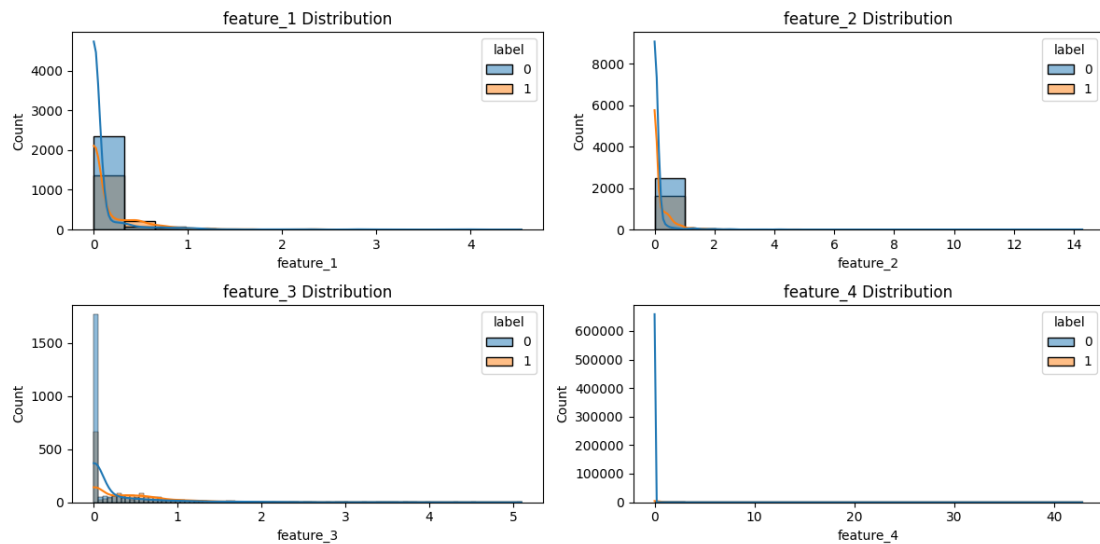 feature_1 Distribution
label
0
1
4000
3000
2000
1000
0
Count
0 1 2 3 4
feature_1
feature_2 Distribution
label
0
1
8000
6000
4000
2000
0
Count
0 2 4 6 8 10 12 14
feature_2
feature_3 Distribution
label
0
1
1500
1000
500
0
Count
0 1 2 3 4 5
feature_3
feature_4 Distribution
label
0
1
600000
500000
400000
300000
200000
100000
0
Count
0 10 20 30 40
feature_4